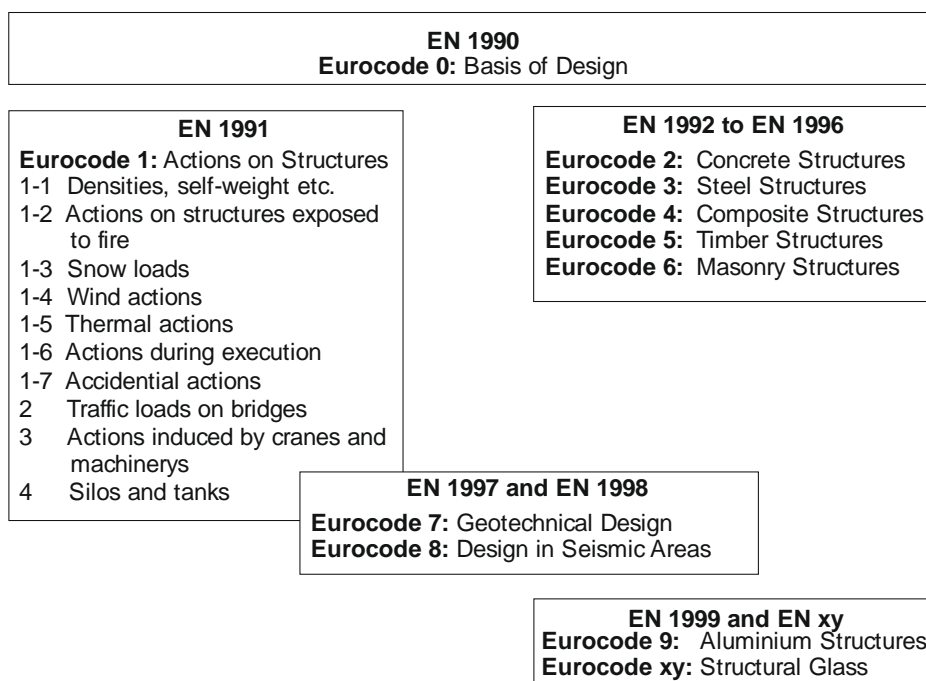 EN 1990
Eurocode 0: Basis of Design
EN 1991
Eurocode 1: Actions on Structures
1-1 Densities, self-weight etc.
1-2 Actions on structures exposed
to fire
1-3 Snow loads
1-4 Wind actions
1-5 Thermal actions
1-6 Actions during execution
1-7 Accidential actions
2 Traffic loads on bridges
3 Actions induced by cranes and
machinerys
4 Silos and tanks
EN 1992 to EN 1996
Eurocode 2: Concrete Structures
Eurocode 3: Steel Structures
Eurocode 4: Composite Structures
Eurocode 5: Timber Structures
Eurocode 6: Masonry Structures
EN 1997 and EN 1998
Eurocode 7: Geotechnical Design
Eurocode 8: Design in Seismic Areas
EN 1999 and EN xy
Eurocode 9: Aluminium Structures
Eurocode xy: Structural Glass